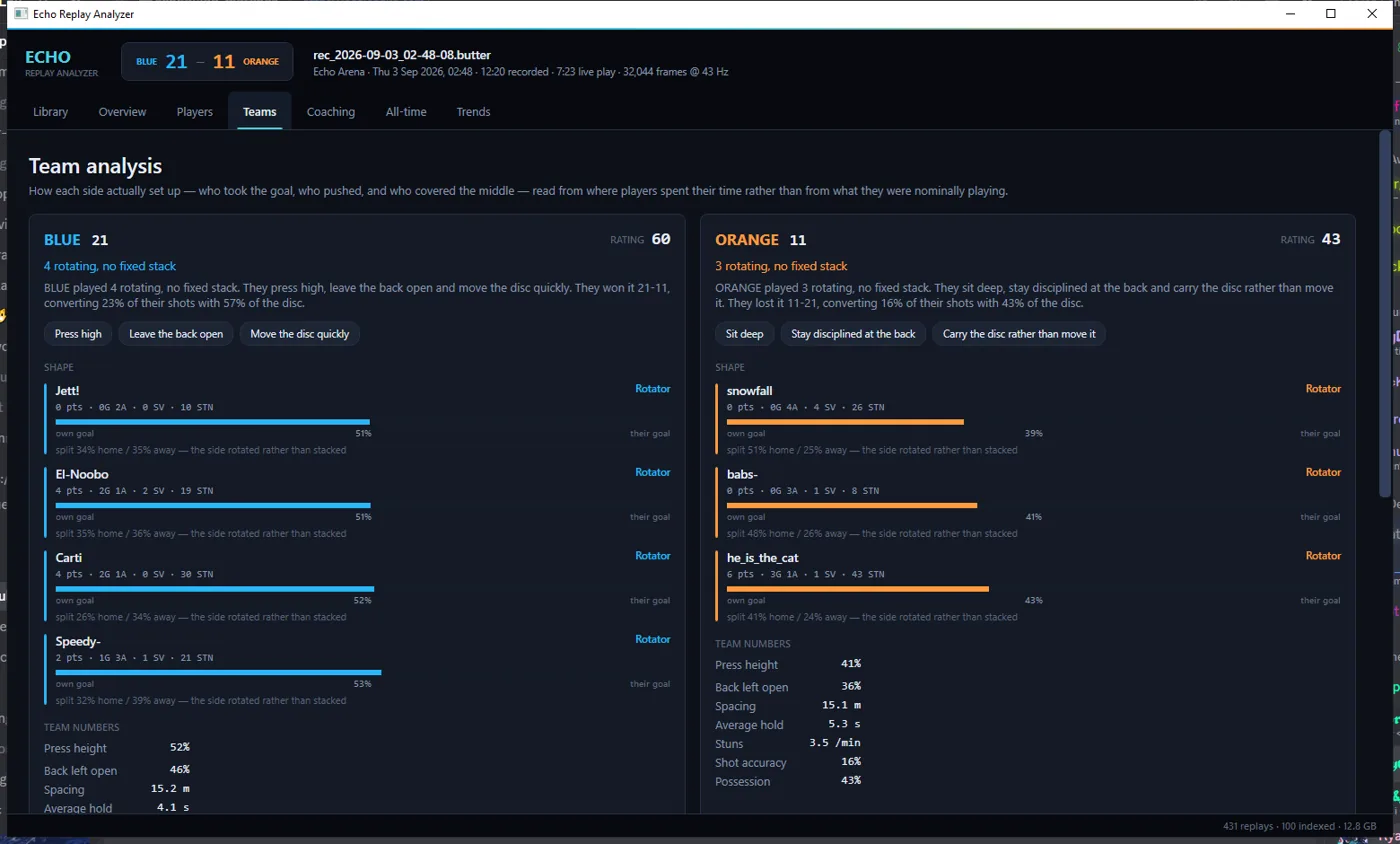 Echo Replay Analyzer
ECHO
REPLAY ANALYZER
BLUE 21 — 11 ORANGE
rec_2026-09-03_02-48-08.butter
Echo Arena · Thu 3 Sep 2026, 02:48 · 12:20 recorded · 7:23 live play · 32,044 frames @ 43 Hz
Library Overview Players Teams Coaching All-time Trends
Team analysis
How each side actually set up — who took the goal, who pushed, and who covered the middle — read from where players spent their time rather than from what they were nominally playing.
BLUE 21
RATING 60
4 rotating, no fixed stack
BLUE played 4 rotating, no fixed stack. They press high, leave the back open and move the disc quickly. They won it 21-11,
converting 23% of their shots with 57% of the disc.
Press high
Leave the back open
Move the disc quickly
SHAPE
Jett!
Rotator
0 pts · 0G 2A · 0 SV · 10 STN
own goal 51% their goal
split 34% home / 35% away — the side rotated rather than stacked
El-Noobo
Rotator
4 pts · 2G 1A · 2 SV · 19 STN
own goal 51% their goal
split 35% home / 36% away — the side rotated rather than stacked
Carti
Rotator
4 pts · 2G 1A · 0 SV · 30 STN
own goal 52% their goal
split 26% home / 34% away — the side rotated rather than stacked
Speedy-
Rotator
2 pts · 1G 3A · 1 SV · 21 STN
own goal 53% their goal
split 32% home / 39% away — the side rotated rather than stacked
TEAM NUMBERS
Press height 52%
Back left open 46%
Spacing 15.2 m
Average hold 4.1 s
ORANGE 11
RATING 43
3 rotating, no fixed stack
ORANGE played 3 rotating, no fixed stack. They sit deep, stay disciplined at the back and carry the disc rather than move
it. They lost it 11-21, converting 16% of their shots with 43% of the disc.
Sit deep
Stay disciplined at the back
Carry the disc rather than move it
SHAPE
snowfall
Rotator
0 pts · 0G 4A · 4 SV · 26 STN
own goal 39% their goal
split 51% home / 25% away — the side rotated rather than stacked
babs-
Rotator
0 pts · 0G 3A · 1 SV · 8 STN
own goal 41% their goal
split 48% home / 26% away — the side rotated rather than stacked
he_is_the_cat
Rotator
6 pts · 3G 1A · 1 SV · 43 STN
own goal 43% their goal
split 41% home / 24% away — the side rotated rather than stacked
TEAM NUMBERS
Press height 41%
Back left open 36%
Spacing 15.1 m
Average hold 5.3 s
Stuns 3.5 /min
Shot accuracy 16%
Possession 43%
431 replays · 100 indexed · 12.8 GB